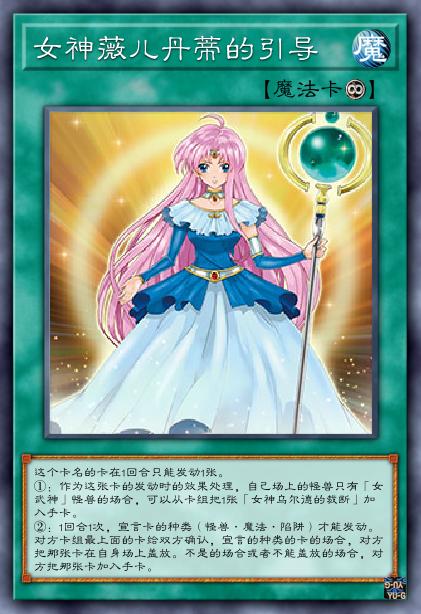 女神薇儿丹蒂的引导
魔
【魔法卡】
这个卡名的卡在1回合只能发动1张。
①：作为这张卡的发动时的效果处理，自己场上的怪兽只有「女
武神」怪兽的场合，可以从卡组把1张「女神乌尔德的裁断」加
入手卡。
②：1回合1次，宣言卡的种类（怪兽·魔法·陷阱）才能发动。
对方卡组最上面的卡给双方确认，宣言的种类的卡的场合，对方
把那张卡在自身场上盖放。不是的场合或者不能盖放的场合，对
方把那张卡加入手卡。